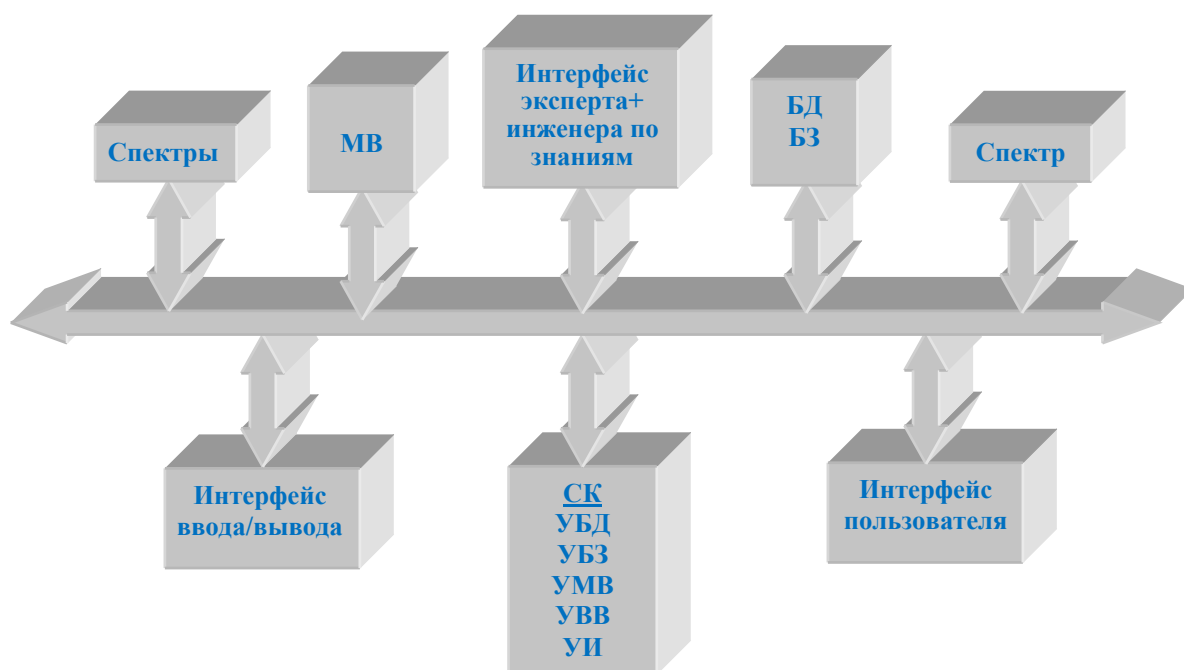 Спектры
МВ
Интерфейс
эксперта+
инженера по
знаниям
БД
БЗ
Спектр
Интерфейс
ввода/вывода
СК
УБД
УБЗ
УМВ
УВВ
УИ
Интерфейс
пользователя